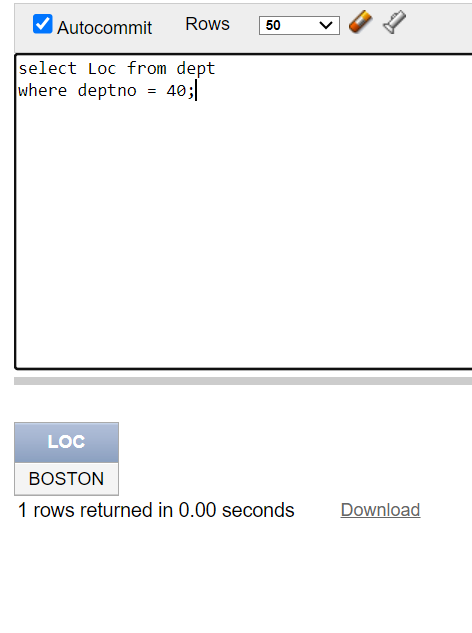 Autocommit Rows 50
select Loc from dept
where deptno = 40;
LOC
BOSTON
1 rows returned in 0.00 seconds Download